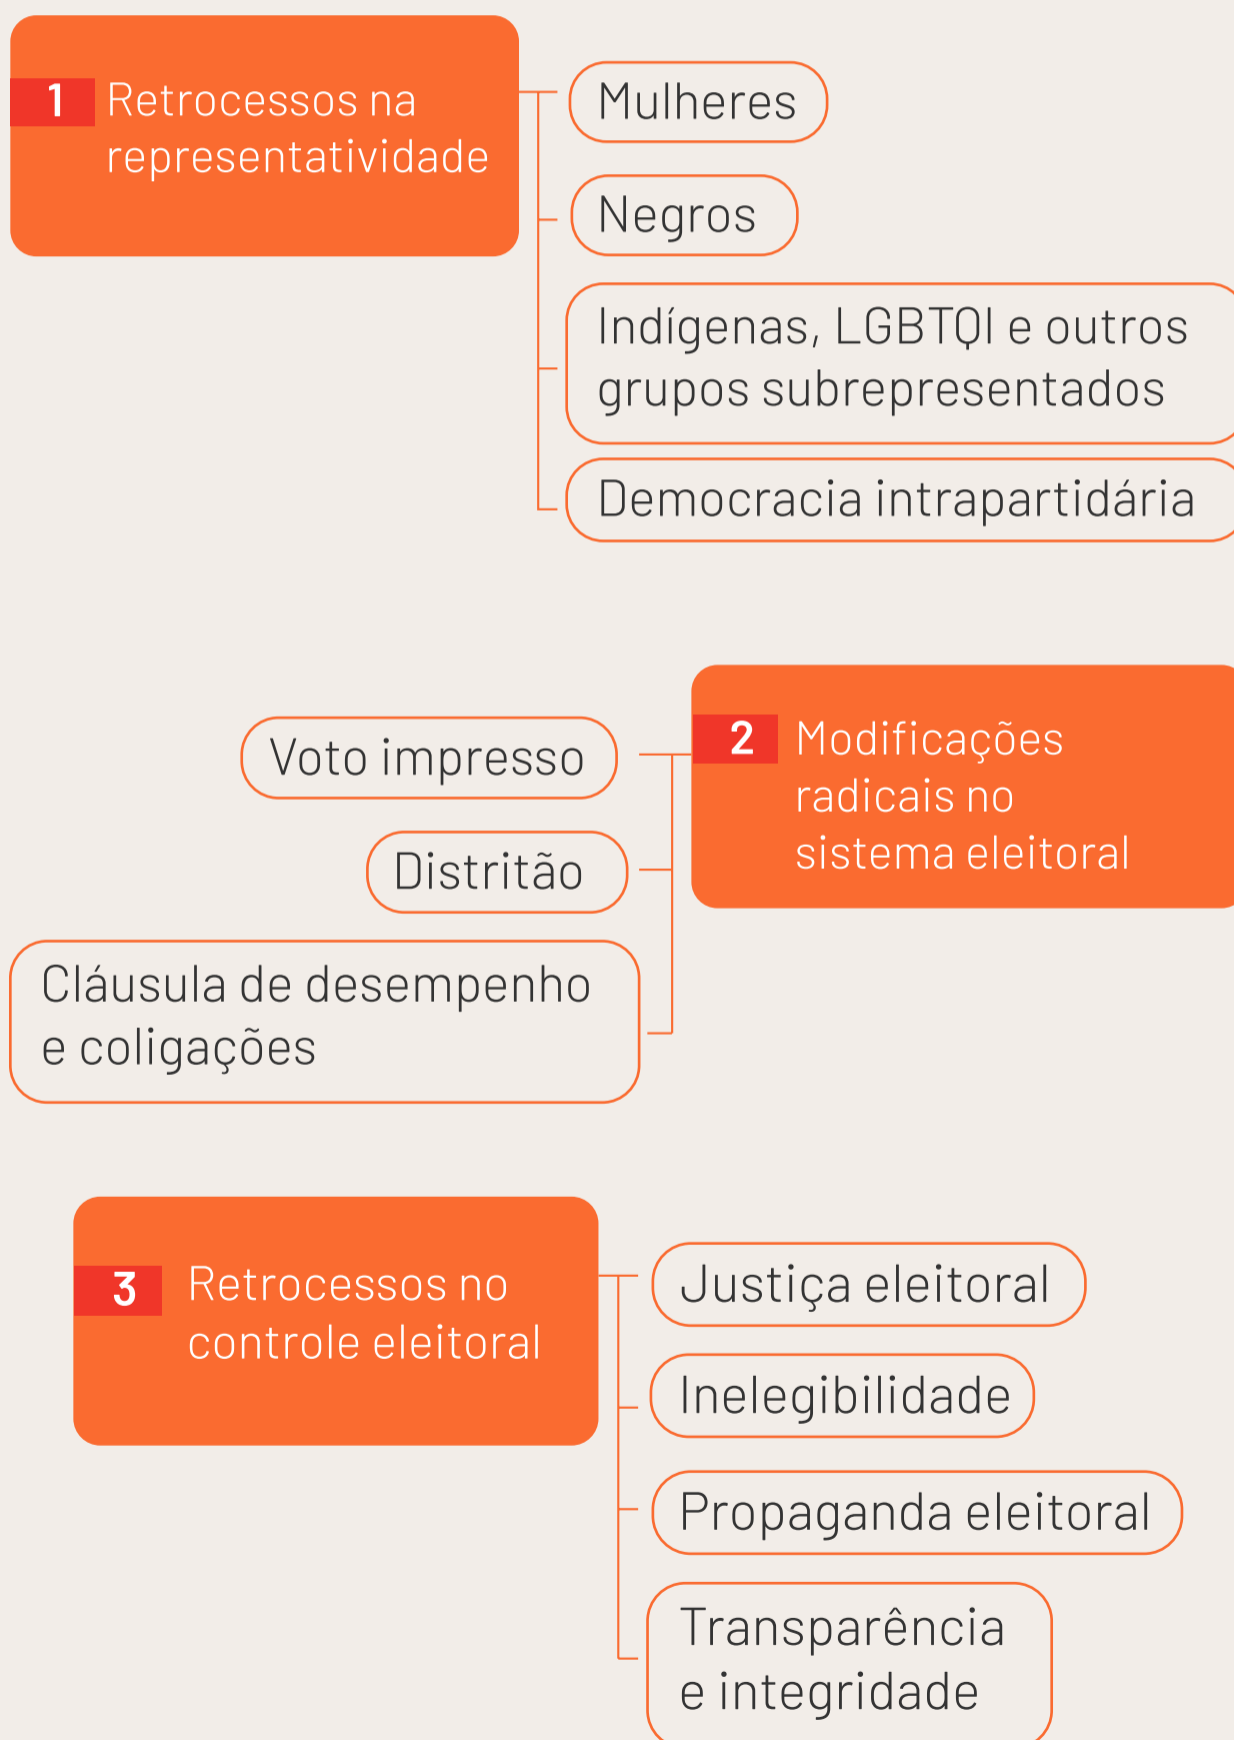 1 Retrocessos na
representatividade
Mulheres
Negros
Indígenas, LGBTQI e outros
grupos subrepresentados
Democracia intrapartidária
2 Modificações
radicais no
sistema eleitoral
Voto impresso
Distritão
Cláusula de desempenho
e coligações
3 Retrocessos no
controle eleitoral
Justiça eleitoral
Inelegibilidade
Propaganda eleitoral
Transparência
e integridade